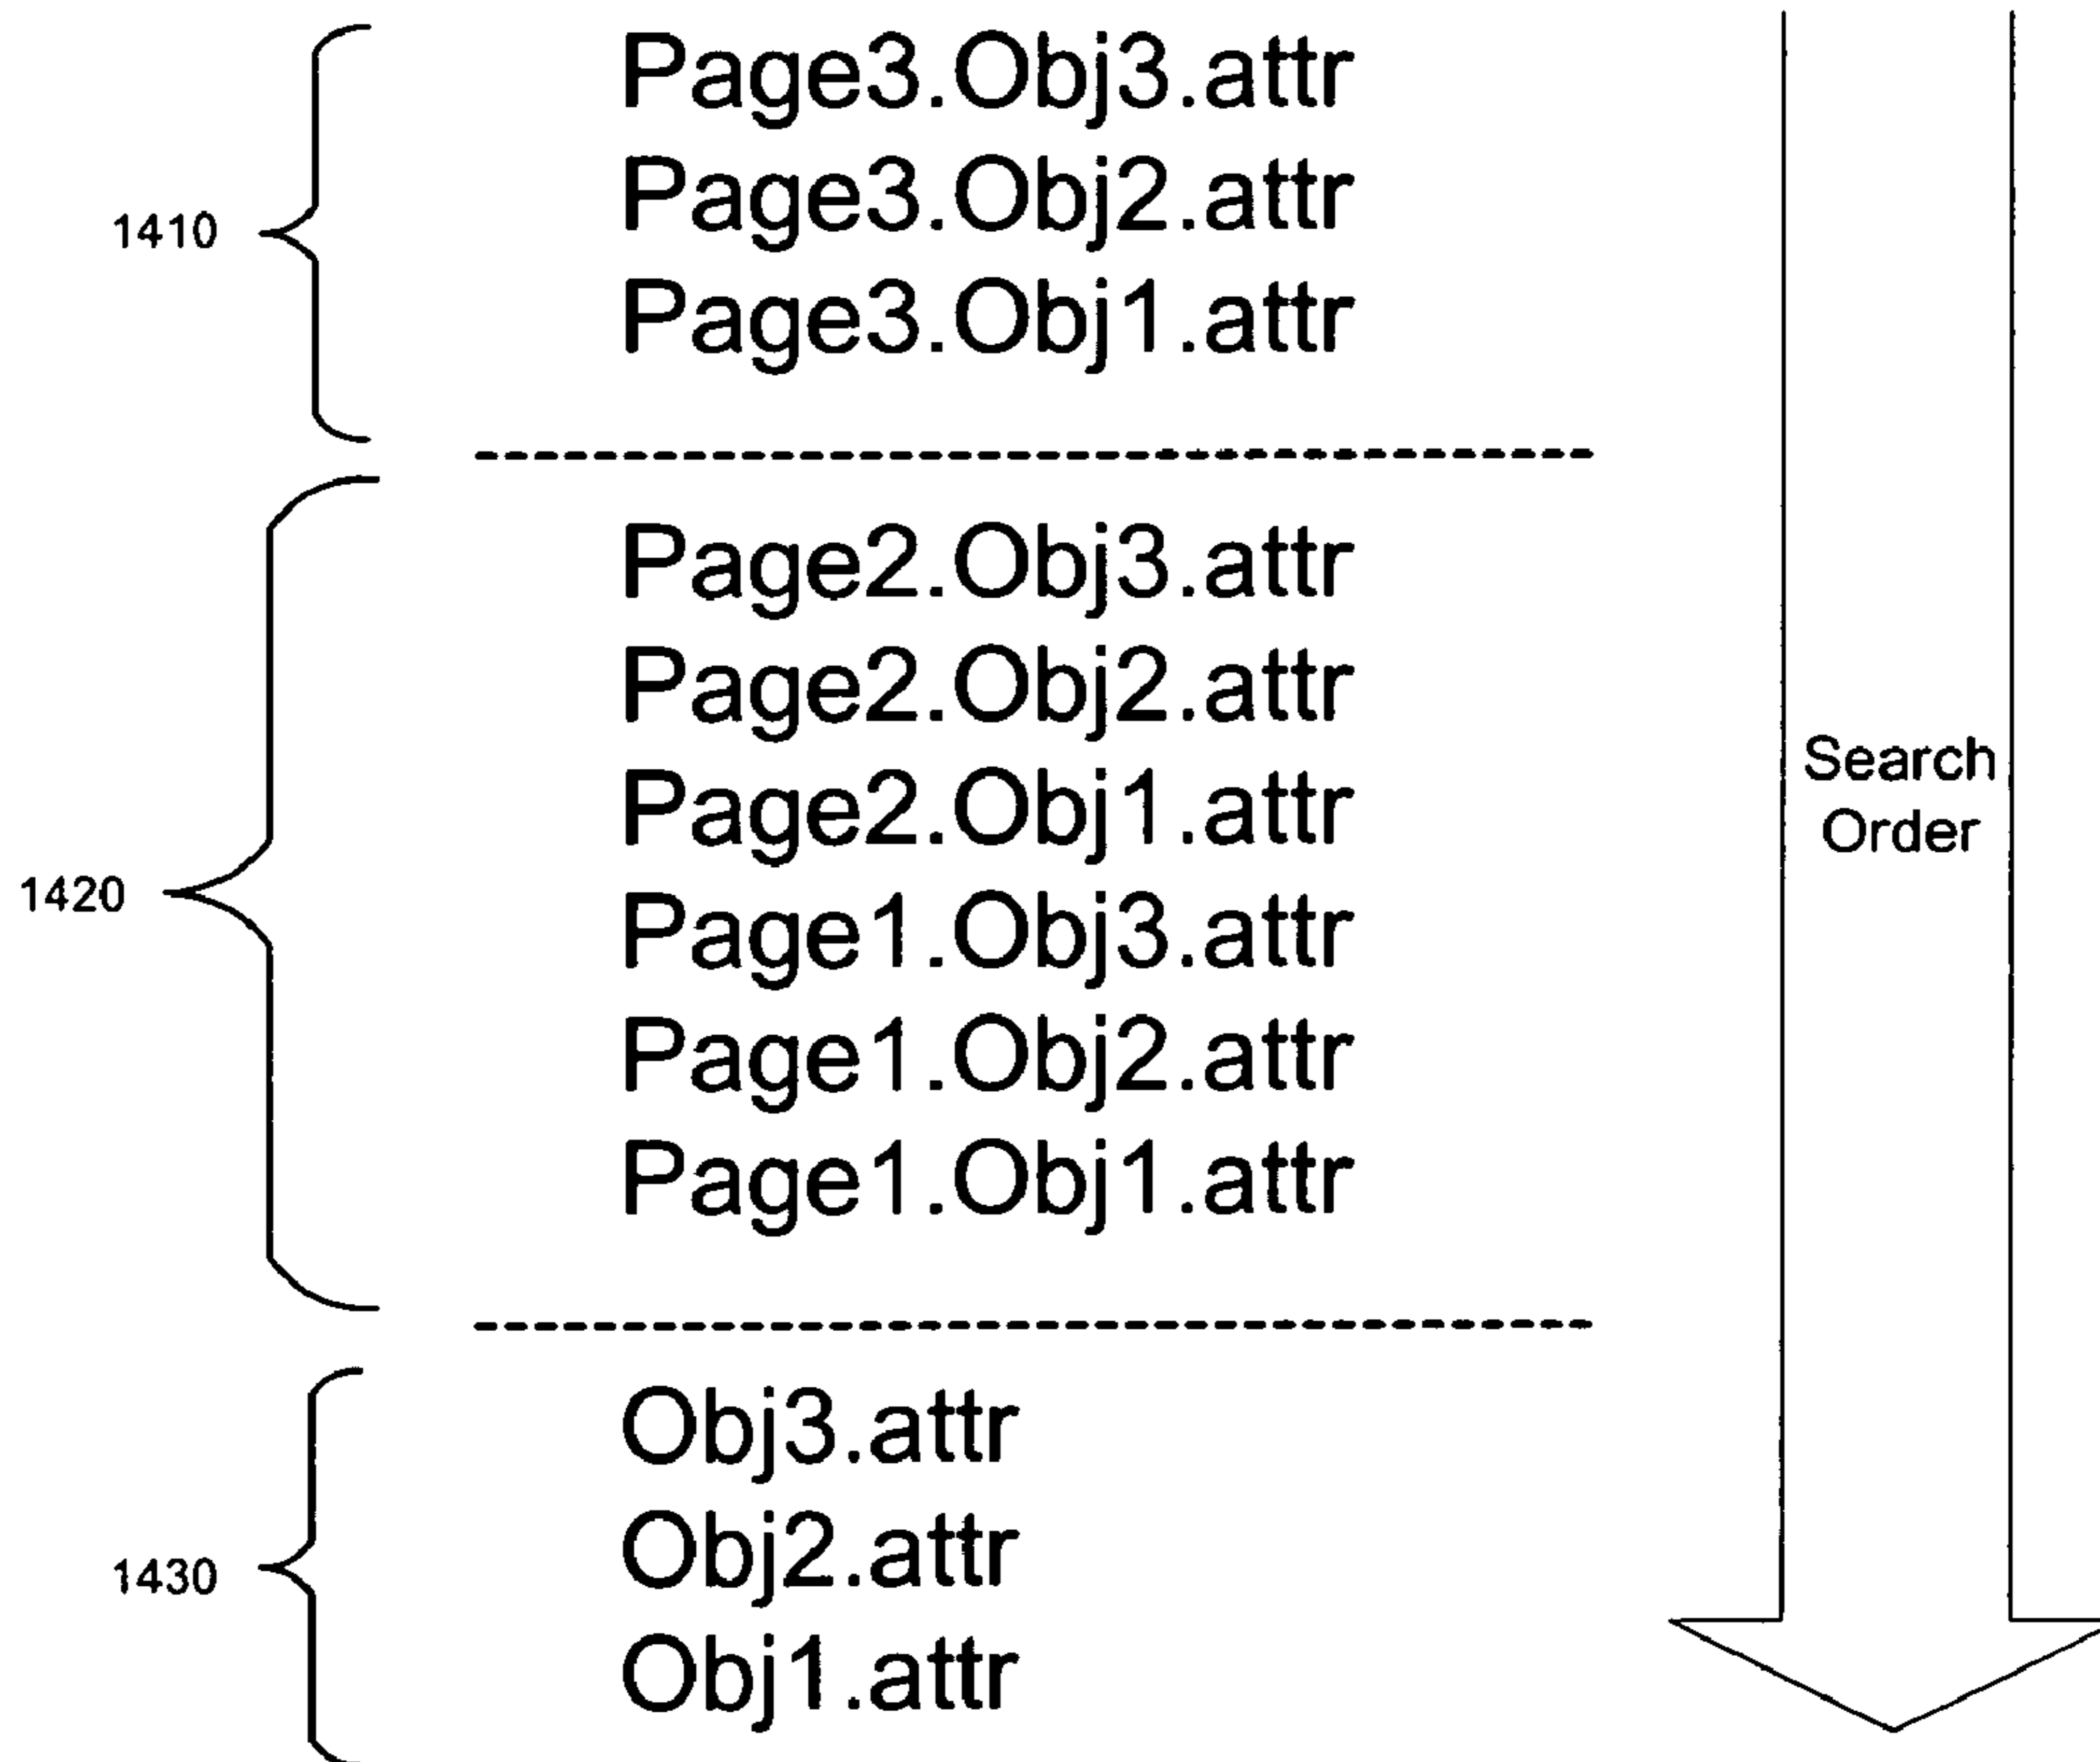 Page3.Obj3.attr
Page3.Obj2.attr
1410
Page3.Obj1.attr
Page2.Obj3.attr
Page2.Obj2.attr
Search
Order
Page2.Obj1.attr
1420
Page1.Obj3.attr
Page1.Obj2.attr
Page1.Obj1.attr
Obj3.attr
Obj2.attr
1430
Obj1.attr